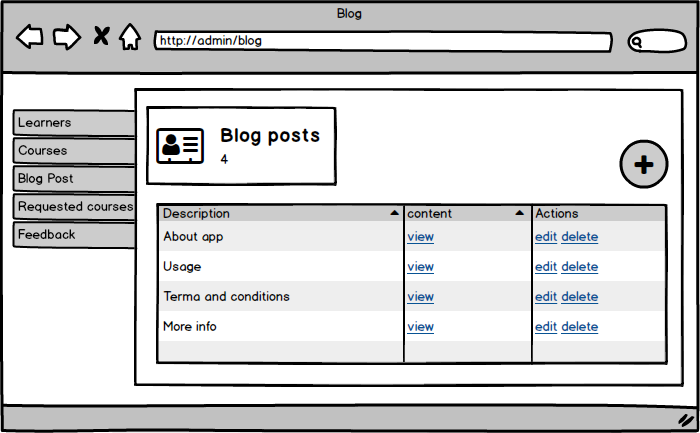 Blog
http://admin/blog
Learners
Courses
Blog Post
Requested courses
Feedback
Blog posts
4
Description content Actions
About app view edit delete
Usage view edit delete
Terma and conditions view edit delete
More info view edit delete